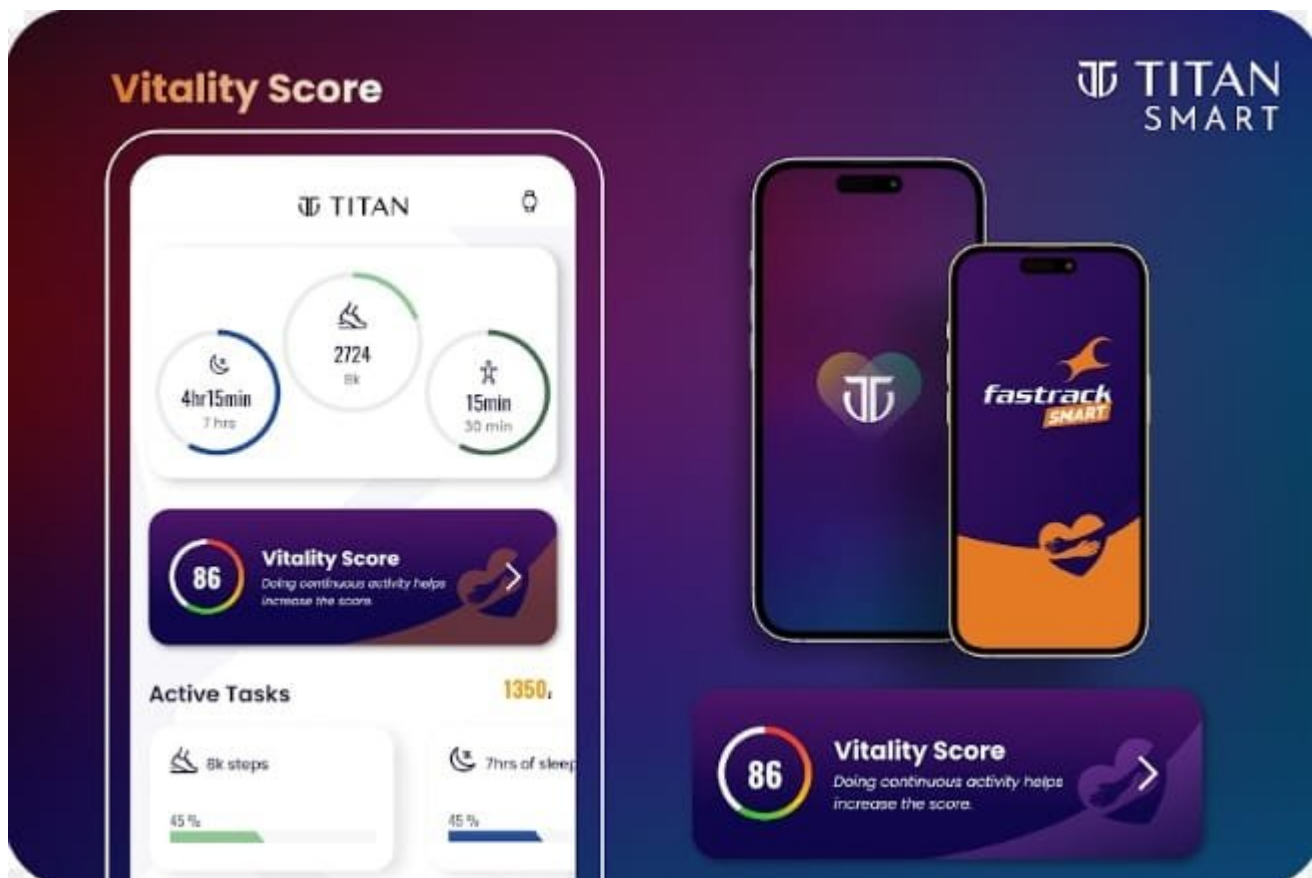 Vitality Score
TITAN
SMART
TITAN
2724
8k
4hr15min
7 hrs
15min
30 min
86
Vitality Score
Doing continuous activity helps
increase the score.
Active Tasks
1350
8k steps
45 %
7hrs of sleep
45 %
fastrack
SMART
86
Vitality Score
Doing continuous activity helps
increase the score.